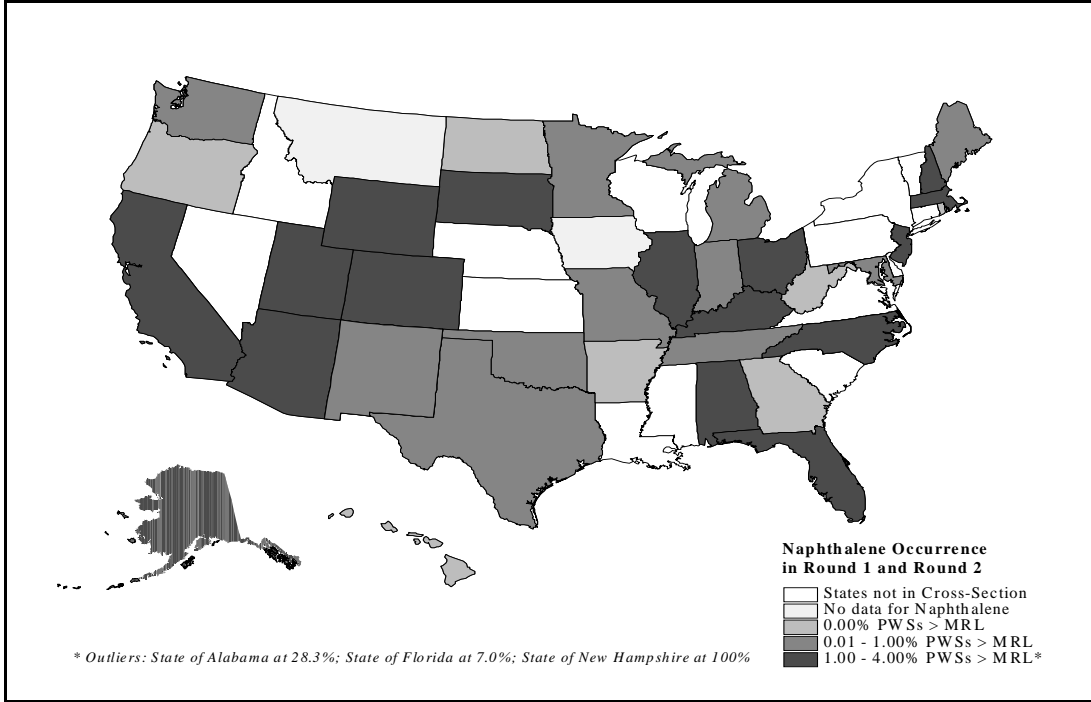 Naphthalene Occurrence
in Round 1 and Round 2
States not in Cross-Section
No data for Naphthalene
0.00% PWSs > MRL
0.01 - 1.00% PWSs > MRL
1.00 - 4.00% PWSs > MRL*
* Outliers: State of Alabama at 28.3%; State of Florida at 7.0%; State of New Hampshire at 100%